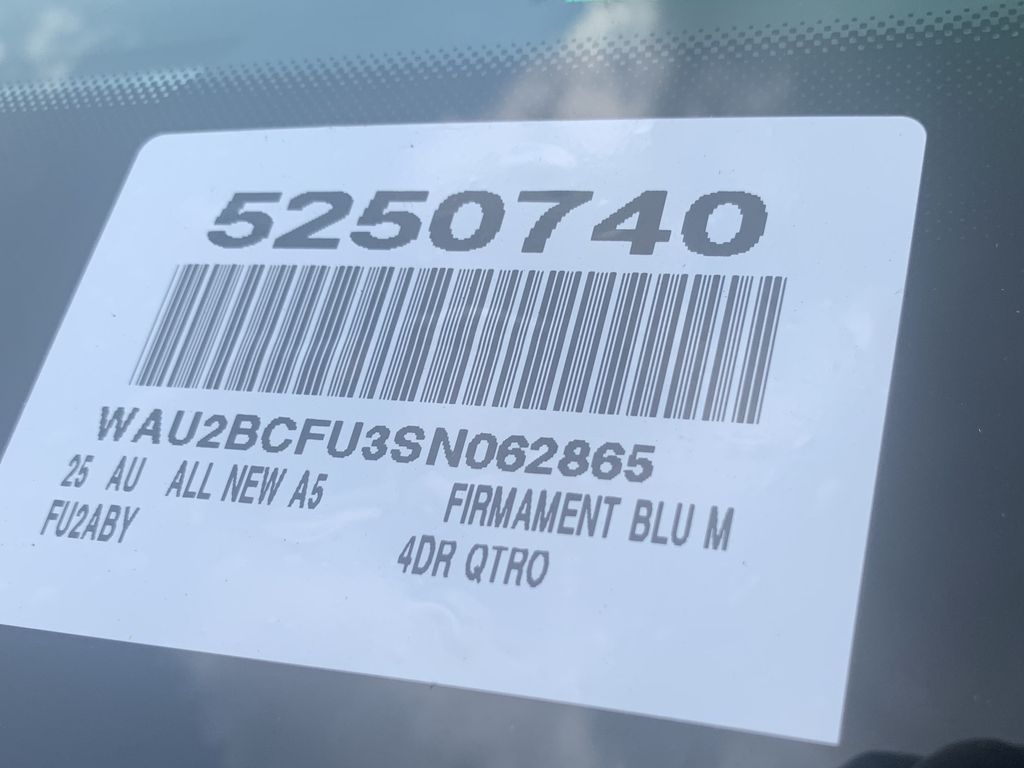 5250740
WAU2BCFU3SN062865
25 AU ALL NEW A5 FIRMAMENT BLU M
FU2ABY 4DR QTRO